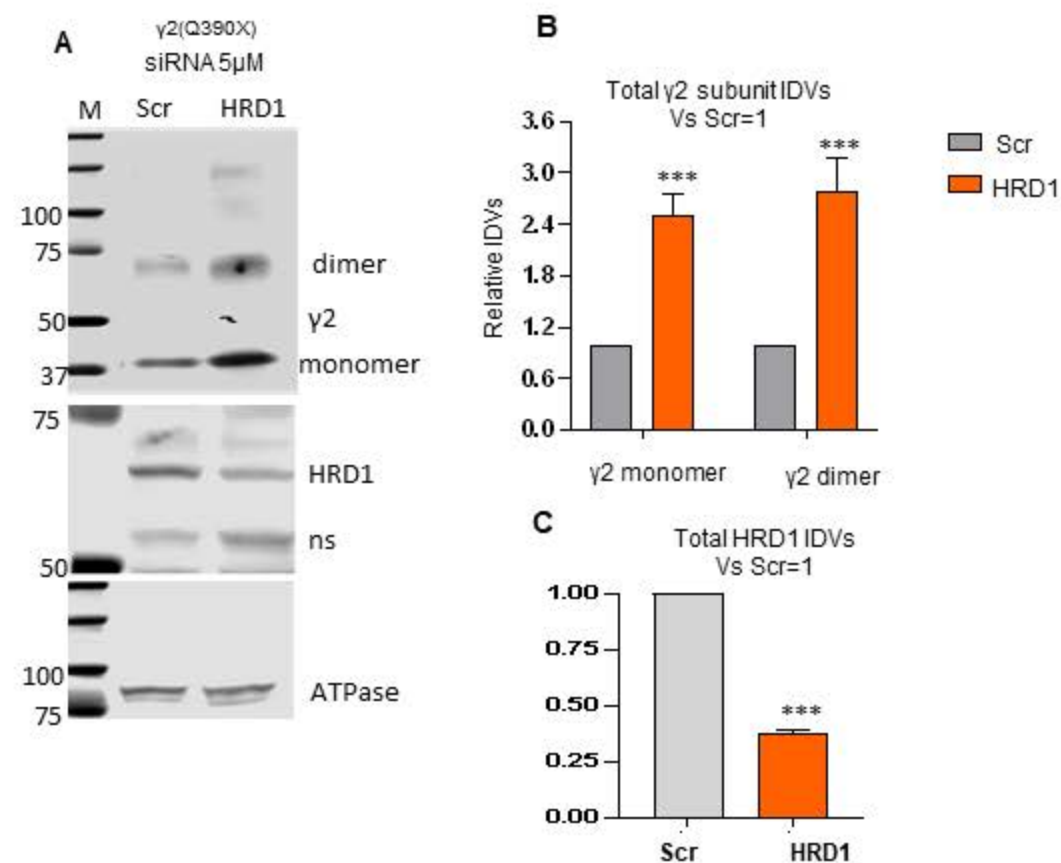 A
γ2(Q390X)
siRNA 5μM
M Scr HRD1
100
75
dimer
50
γ2
monomer
37
75
HRD1
ns
50
100
ATPase
75
B
Total γ2 subunit IDVs
Vs Scr=1
Scr
HRD1
Relative IDVs
3.6
3.0
2.4
1.8
1.2
0.6
0.0
***
***
γ2 monomer γ2 dimer
C
Total HRD1 IDVs
Vs Scr=1
1.00
0.75
0.50
0.25
0.00
***
Scr HRD1